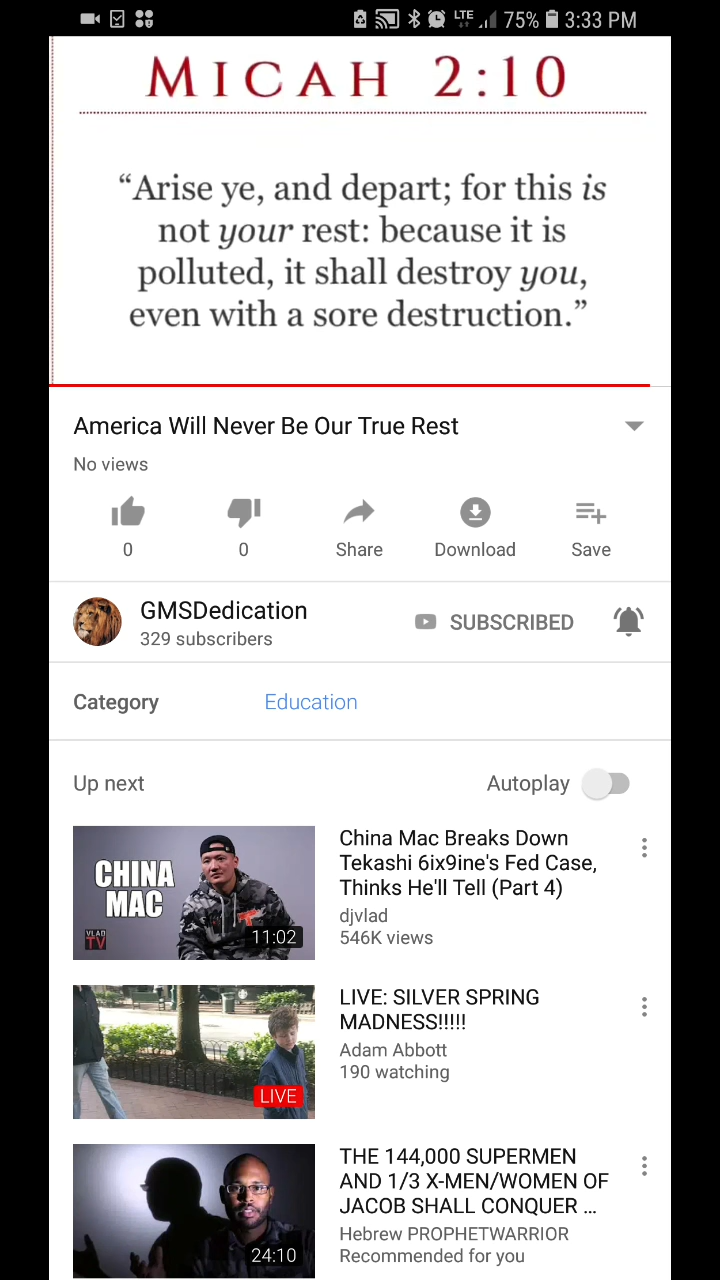 LTE 75% 3:33 PM
MICAH 2:10
“Arise ye, and depart; for this is
not your rest: because it is
polluted, it shall destroy you,
even with a sore destruction.”
America Will Never Be Our True Rest
No views
0 0 Share Download Save
GMSDedication
329 subscribers
SUBSCRIBED
Category Education
Up next Autoplay
CHINA
MAC
VLAD
TV
11:02
China Mac Breaks Down
Tekashi 6ix9ine's Fed Case,
Thinks He'll Tell (Part 4)
djvlad
546K views
LIVE
LIVE: SILVER SPRING
MADNESS!!!!!
Adam Abbott
190 watching
24:10
THE 144,000 SUPERMEN
AND 1/3 X-MEN/WOMEN OF
JACOB SHALL CONQUER ...
Hebrew PROPHETWARRIOR
Recommended for you